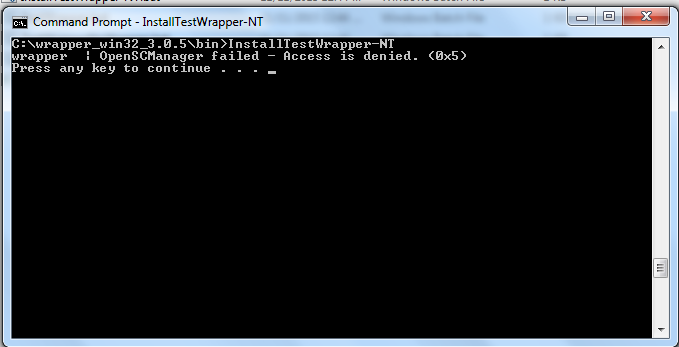 Command Prompt - InstallTestWrapper-NT
C:\wrapper_win32_3.0.5\bin>InstallTestWrapper-NT
wrapper  | OpenSCManager failed - Access is denied. (0x5)
Press any key to continue . . .